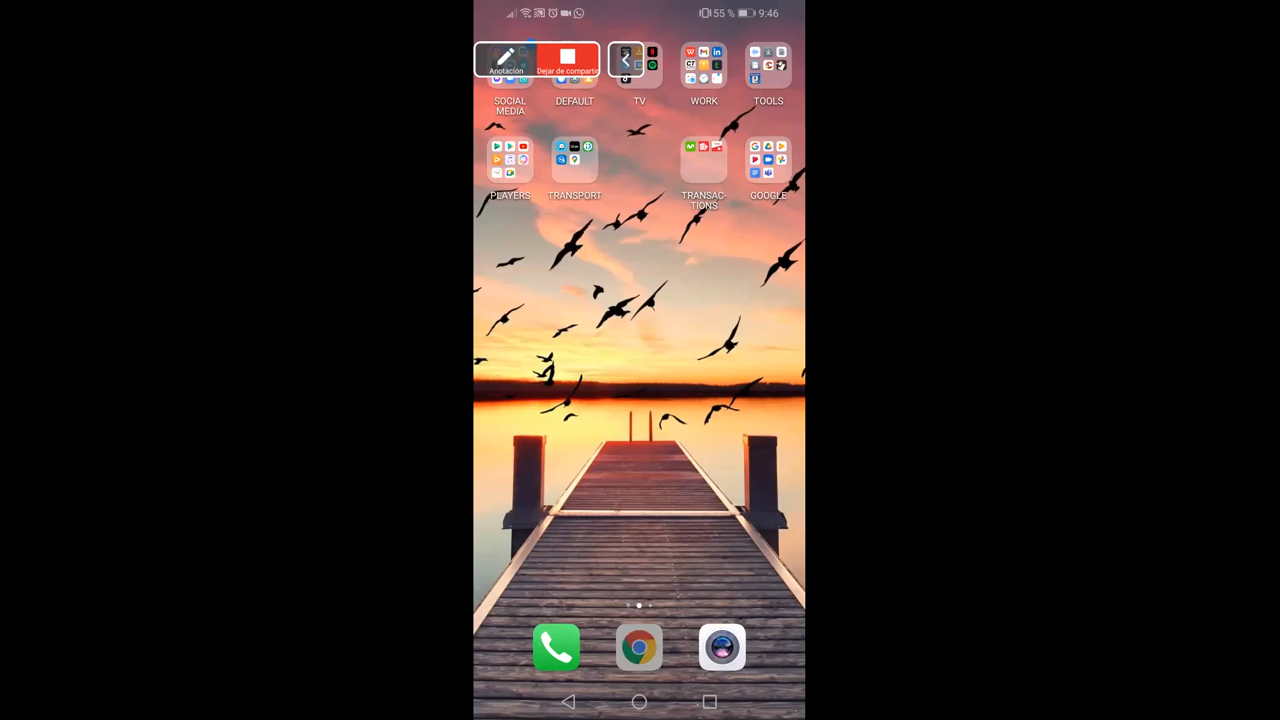 55 % 9:46
Anotación Dejar de compartir
SOCIAL MEDIA DEFAULT TV WORK TOOLS
PLAYERS TRANSPORT TRANSAC-TIONS GOOGLE